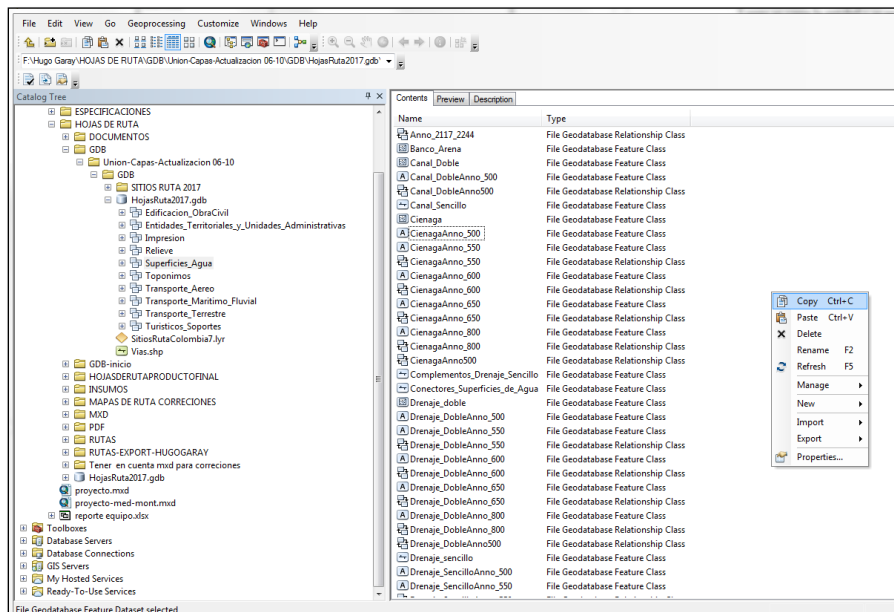 File Edit View Go Geoprocessing Customize Windows Help
F:\Hugo Garay\HOJAS DE RUTA\GDB\Union-Capas-Actualizacion 06-10\GDB\HojasRuta2017.gdb'
Catalog Tree
ESPECIFICACIONES
HOJAS DE RUTA
DOCUMENTOS
GDB
Union-Capas-Actualizacion 06-10
GDB
SITIOS RUTA 2017
HojasRuta2017.gdb
Edificacion_ObraCivil
Entidades_Territoriales_y_Unidades_Administrativas
Impresion
Relieve
Superficies_Agua
Toponimos
Transporte_Aereo
Transporte_Maritimo_Fluvial
Transporte_Terrestre
Turisticos_Soportes
SitiosRutaColombia7.lyr
Vias.shp
GDB-inicio
HOJASDERUTAPRODUCTOFINAL
INSUMOS
MAPAS DE RUTA CORRECIONES
MXD
PDF
RUTAS
RUTAS-EXPORT-HUGOGARAY
Tener en cuenta mxd para correciones
HojasRuta2017.gdb
proyecto.mxd
proyecto-med-mont.mxd
reporte equipo.xlsx
Toolboxes
Database Servers
Database Connections
GIS Servers
My Hosted Services
Ready-To-Use Services
File Geodatabase Feature Dataset selected
Contents Preview Description
Name Type
Anno_2117_2244 File Geodatabase Relationship Class
Banco_Arena File Geodatabase Feature Class
Canal_Doble File Geodatabase Feature Class
Canal_DobleAnno_500 File Geodatabase Feature Class
Canal_DobleAnno500 File Geodatabase Relationship Class
Canal_Sencillo File Geodatabase Feature Class
Cienaga File Geodatabase Feature Class
CienagaAnno_500 File Geodatabase Feature Class
CienagaAnno_550 File Geodatabase Feature Class
CienagaAnno_550 File Geodatabase Relationship Class
CienagaAnno_600 File Geodatabase Feature Class
CienagaAnno_600 File Geodatabase Relationship Class
CienagaAnno_650 File Geodatabase Feature Class
CienagaAnno_650 File Geodatabase Relationship Class
CienagaAnno_800 File Geodatabase Feature Class
CienagaAnno_800 File Geodatabase Relationship Class
CienagaAnno500 File Geodatabase Relationship Class
Complementos_Drenaje_Sencillo File Geodatabase Feature Class
Conectores_Superficies_de_Agua File Geodatabase Feature Class
Drenaje_doble File Geodatabase Feature Class
Drenaje_DobleAnno_500 File Geodatabase Feature Class
Drenaje_DobleAnno_550 File Geodatabase Feature Class
Drenaje_DobleAnno_550 File Geodatabase Relationship Class
Drenaje_DobleAnno_600 File Geodatabase Feature Class
Drenaje_DobleAnno_600 File Geodatabase Relationship Class
Drenaje_DobleAnno_650 File Geodatabase Feature Class
Drenaje_DobleAnno_650 File Geodatabase Relationship Class
Drenaje_DobleAnno_800 File Geodatabase Feature Class
Drenaje_DobleAnno_800 File Geodatabase Relationship Class
Drenaje_DobleAnno500 File Geodatabase Relationship Class
Drenaje_sencillo File Geodatabase Feature Class
Drenaje_SencilloAnno_500 File Geodatabase Feature Class
Drenaje_SencilloAnno_550 File Geodatabase Feature Class
Copy Ctrl+C
Paste Ctrl+V
Delete
Rename F2
Refresh F5
Manage
New
Import
Export
Properties...